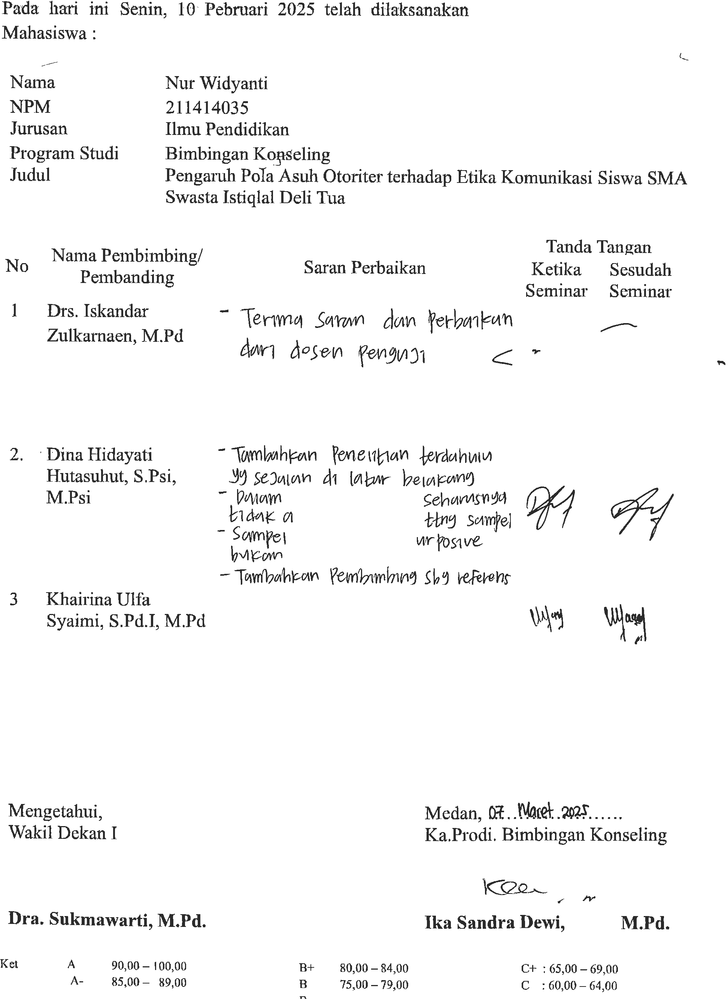 Pada hari ini Senin, 10 Pebruari 2025 telah dilaksanakan
Mahasiswa :
Nama Nur Widyanti
NPM 211414035
Jurusan Ilmu Pendidikan
Program Studi Bimbingan Konseling
Judul Pengaruh Pola Asuh Otoriter terhadap Etika Komunikasi Siswa SMA
Swasta Istiqlal Deli Tua
Tanda Tangan
No Nama Pembimbing/ Pembanding Saran Perbaikan Ketika Seminar Sesudah Seminar
1 Drs. Iskandar - Terima saran dan Perbaikan
Zulkarnaen, M.Pd dari dosen Penguji
2. Dina Hidayati - Tambahkan Penelitian terdahulu
Hutasuhut, S.Psi, yg sejalan di latar belakang
M.Psi - Dalam seharusnya
tidak a ttng sampel
- Sampel urposive
bukan
- Tambahkan Pembimbing sbg referens
3 Khairina Ulfa
Syaimi, S.Pd.I, M.Pd
Mengetahui, Medan, 07 Maret 2025
Wakil Dekan I Ka.Prodi. Bimbingan Konseling
Dra. Sukmawarti, M.Pd. Ika Sandra Dewi, M.Pd.
Ket A 90,00 – 100,00 B+ 80,00 – 84,00 C+ : 65,00 – 69,00
A- 85,00 – 89,00 B 75,00 – 79,00 C : 60,00 – 64,00